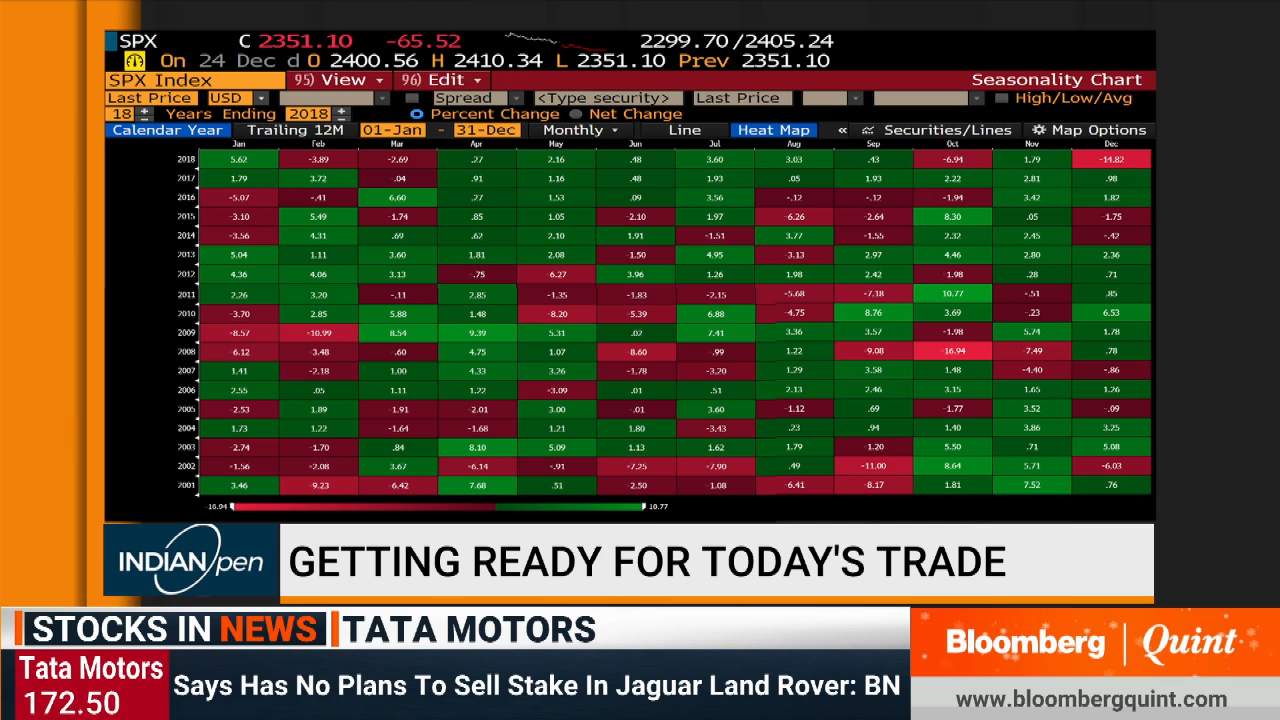 SPX C 2351.10 -65.52 2299.70/2405.24
On 24 Dec d O 2400.56 H 2410.34 L 2351.10 Prev 2351.10
SPX Index 95) View 96) Edit Seasonality Chart
Last Price USD Spread <Type security> Last Price High/Low/Avg
18 Years Ending 2018 Percent Change Net Change
Calendar Year Trailing 12M 01-Jan - 31-Dec Monthly Line Heat Map « Securities/Lines Map Options
Jan Feb Mar Apr May Jun Jul Aug Sep Oct Nov Dec
2018 5.62 -3.89 -2.69 .27 2.16 .48 3.60 3.03 .43 -6.94 1.79 -14.82
2017 1.79 3.72 -.04 .91 1.16 .48 1.93 .05 1.93 2.22 2.81 .98
2016 -5.07 -.41 6.60 .27 1.53 .09 3.56 -.12 -.12 -1.94 3.42 1.82
2015 -3.10 5.49 -1.74 .85 1.05 -2.10 1.97 -6.26 -2.64 8.30 .05 -1.75
2014 -3.56 4.31 .69 .62 2.10 1.91 -1.51 3.77 -1.55 2.32 2.45 -.42
2013 5.04 1.11 3.60 1.81 2.08 -1.50 4.95 -3.13 2.97 4.46 2.80 2.36
2012 4.36 4.06 3.13 -.75 -6.27 3.96 1.26 1.98 2.42 -1.98 .28 .71
2011 2.26 3.20 -.11 2.85 -1.35 -1.83 -2.15 -5.68 -7.18 10.77 -.51 .85
2010 -3.70 2.85 5.88 1.48 -8.20 -5.39 6.88 -4.75 8.76 3.69 -.23 6.53
2009 -8.57 -10.99 8.54 9.39 5.31 .02 7.41 3.36 3.57 -1.98 5.74 1.78
2008 -6.12 -3.48 -.60 4.75 1.07 -8.60 -.99 1.22 -9.08 -16.94 -7.49 .78
2007 1.41 -2.18 1.00 4.33 3.26 -1.78 -3.20 1.29 3.58 1.48 -4.40 -.86
2006 2.55 .05 1.11 1.22 -3.09 .01 .51 2.13 2.46 3.15 1.65 1.26
2005 -2.53 1.89 -1.91 -2.01 3.00 -.01 3.60 -1.12 .69 -1.77 3.52 -.09
2004 1.73 1.22 -1.64 -1.68 1.21 1.80 -3.43 .23 .94 1.40 3.86 3.25
2003 -2.74 -1.70 .84 8.10 5.09 1.13 1.62 1.79 -1.20 5.50 .71 5.08
2002 -1.56 -2.08 3.67 -6.14 -.91 -7.25 -7.90 .49 -11.00 8.64 5.71 -6.03
2001 3.46 -9.23 -6.42 7.68 .51 -2.50 -1.08 -6.41 -8.17 1.81 7.52 .76
-16.94 10.77
INDIAN Open GETTING READY FOR TODAY'S TRADE
STOCKS IN NEWS TATA MOTORS
Bloomberg | Quint
Tata Motors
172.50
Says Has No Plans To Sell Stake In Jaguar Land Rover: BN
www.bloombergquint.com